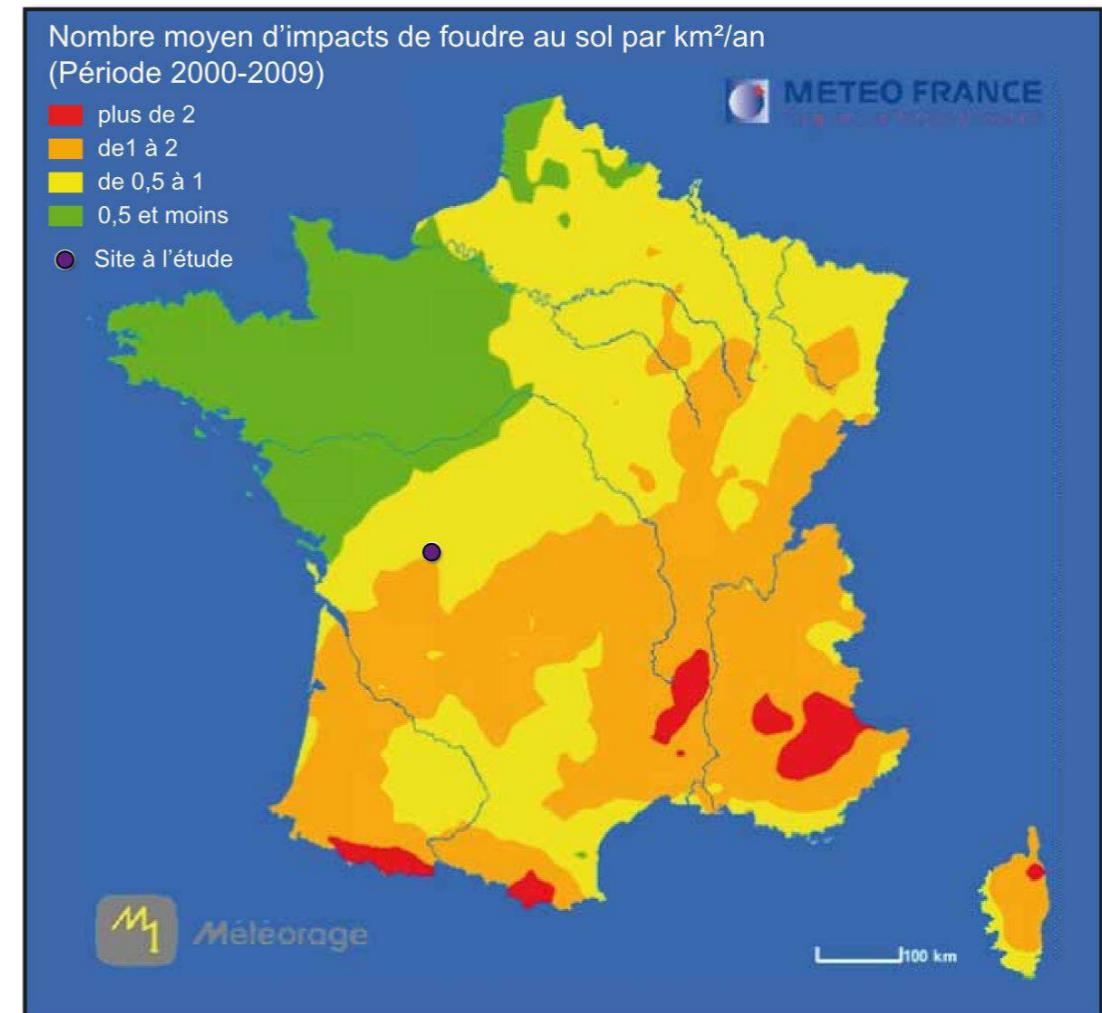 Nombre moyen d'impacts de foudre au sol par km²/an
(Période 2000-2009)
plus de 2
de1 à 2
de 0,5 à 1
0,5 et moins
Site à l'étude
METEO FRANCE
Météorage
100 km